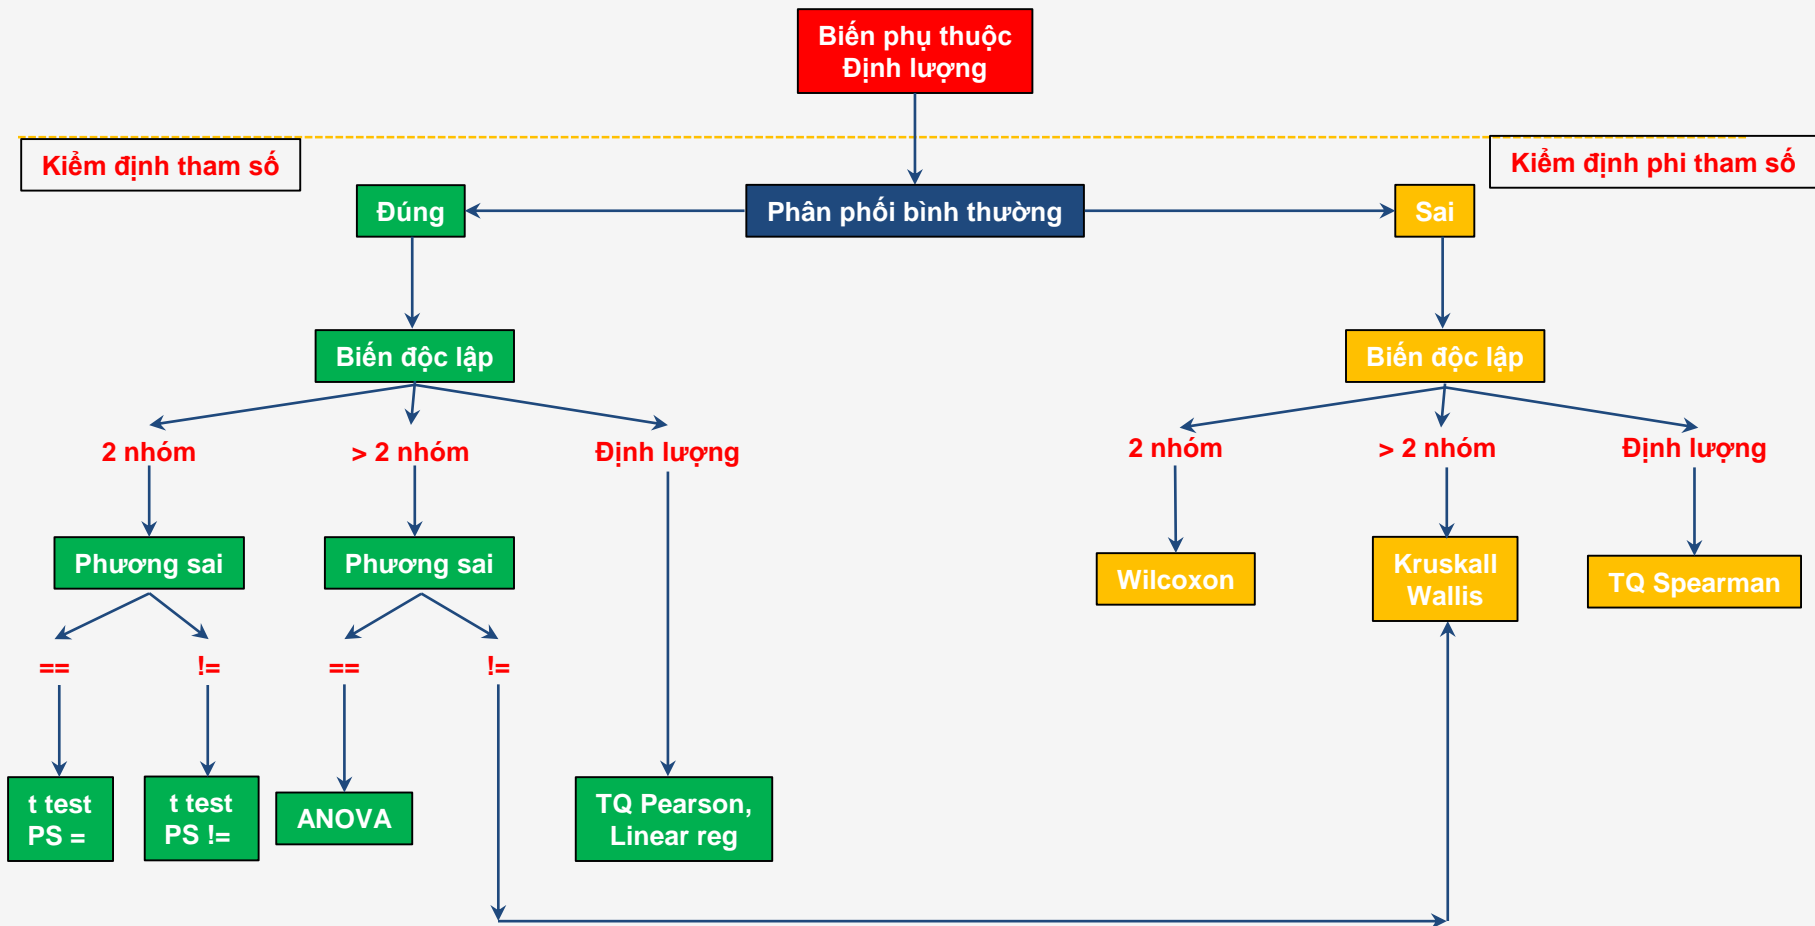 Biến phụ thuộc
Định lượng
Kiểm định tham số
Kiểm định phi tham số
Đúng
Phân phối bình thường
Sai
Biến độc lập
Biến độc lập
2 nhóm
> 2 nhóm
Định lượng
2 nhóm
> 2 nhóm
Định lượng
Phương sai
Phương sai
Wilcoxon
Kruskall
Wallis
TQ Spearman
==
!=
==
!=
t test
PS =
t test
PS !=
ANOVA
TQ Pearson,
Linear reg